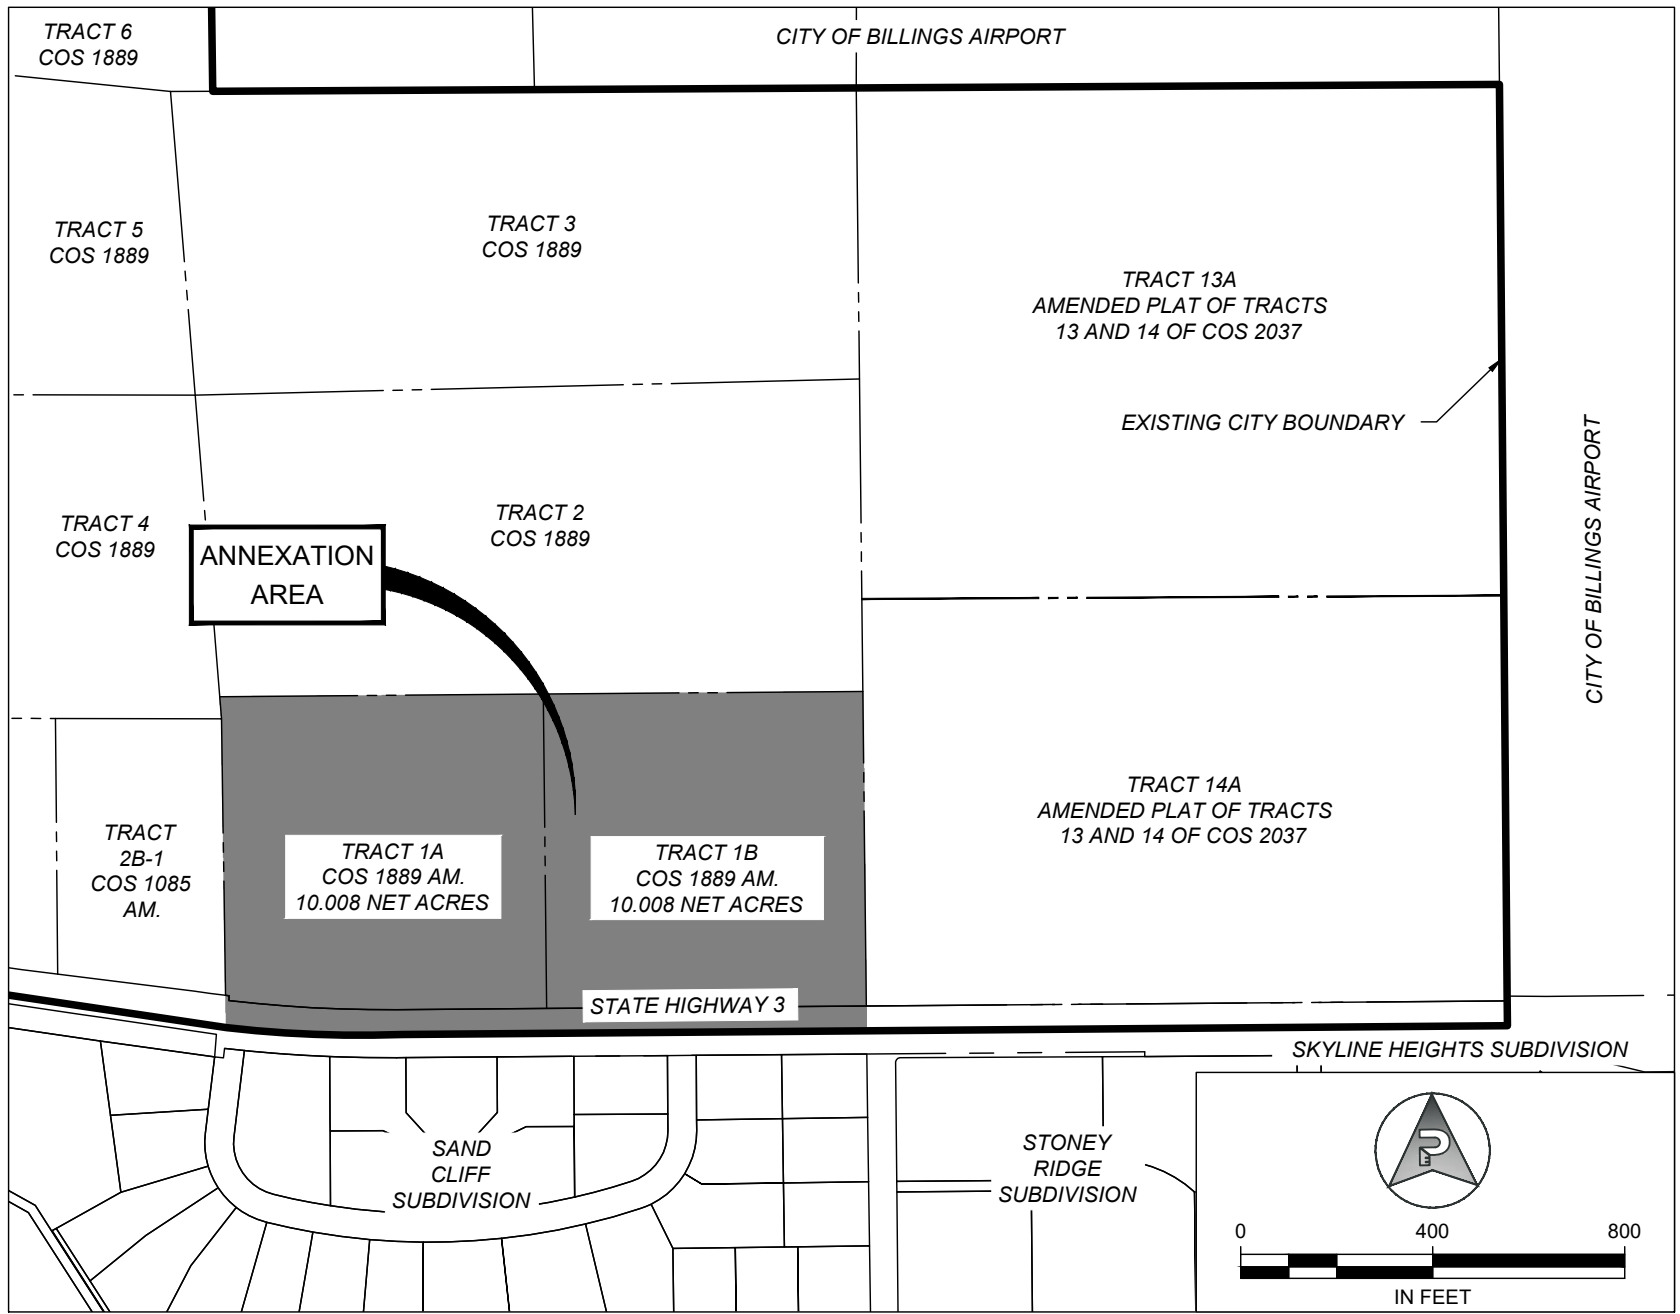 TRACT 6
COS 1889
CITY OF BILLINGS AIRPORT
TRACT 5
COS 1889
TRACT 3
COS 1889
TRACT 13A
AMENDED PLAT OF TRACTS
13 AND 14 OF COS 2037
EXISTING CITY BOUNDARY
CITY OF BILLINGS AIRPORT
TRACT 4
COS 1889
ANNEXATION
AREA
TRACT 2
COS 1889
TRACT 14A
AMENDED PLAT OF TRACTS
13 AND 14 OF COS 2037
TRACT
2B-1
COS 1085
AM.
TRACT 1A
COS 1889 AM.
10.008 NET ACRES
TRACT 1B
COS 1889 AM.
10.008 NET ACRES
STATE HIGHWAY 3
SKYLINE HEIGHTS SUBDIVISION
SAND
CLIFF
SUBDIVISION
STONEY
RIDGE
SUBDIVISION
0 400 800
IN FEET